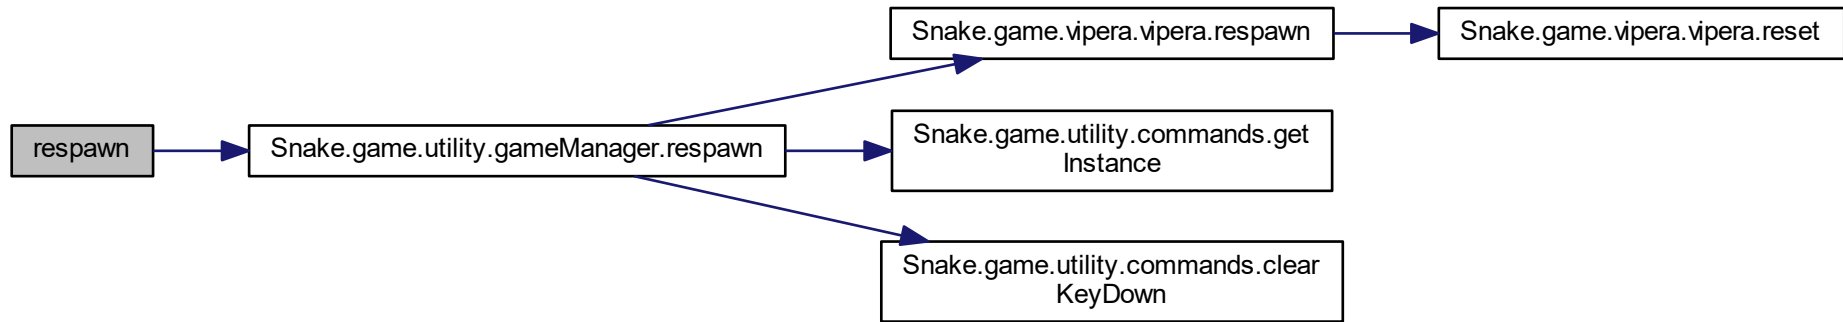 respawn
Snake.game.utility.gameManager.respawn
Snake.game.vipera.vipera.respawn
Snake.game.vipera.vipera.reset
Snake.game.utility.commands.get
Instance
Snake.game.utility.commands.clear
KeyDown